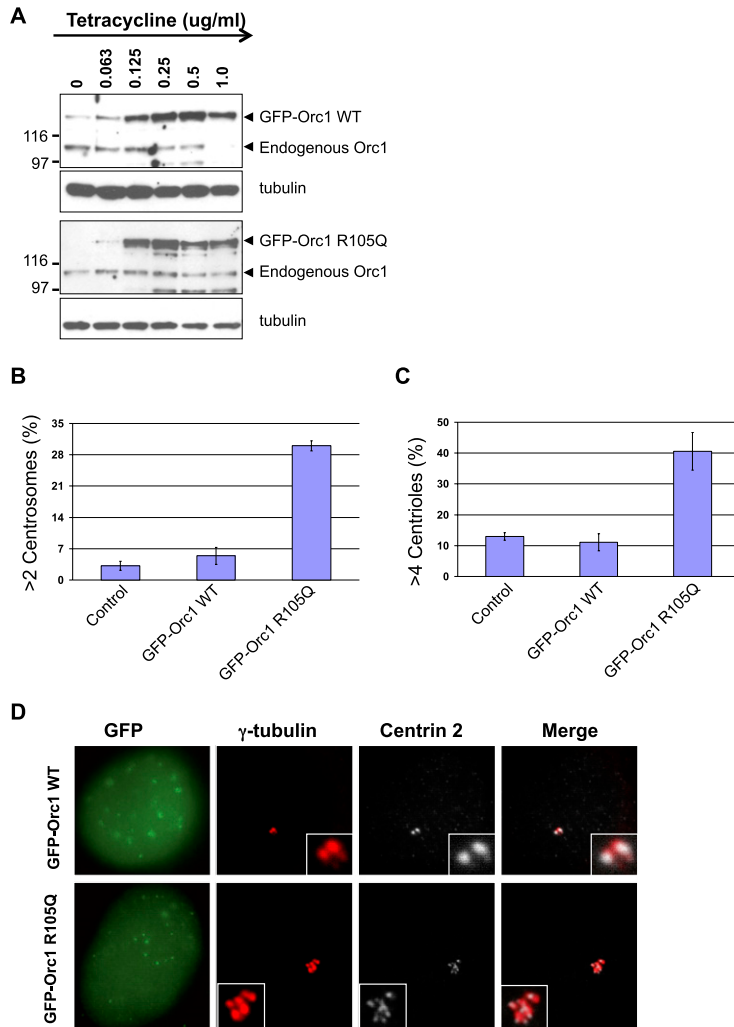 A
Tetracycline (ug/ml)
0 0.063 0.125 0.25 0.5 1.0
GFP-Orc1 WT
116
Endogenous Orc1
97
tubulin
GFP-Orc1 R105Q
116
Endogenous Orc1
97
tubulin
B
>2 Centrosomes (%)
35
28
21
14
7
0
Control
GFP-Orc1 WT
GFP-Orc1 R105Q
C
>4 Centrioles (%)
50
40
30
20
10
0
Control
GFP-Orc1 WT
GFP-Orc1 R105Q
D
GFP γ-tubulin Centrin 2 Merge
GFP-Orc1 WT
GFP-Orc1 R105Q